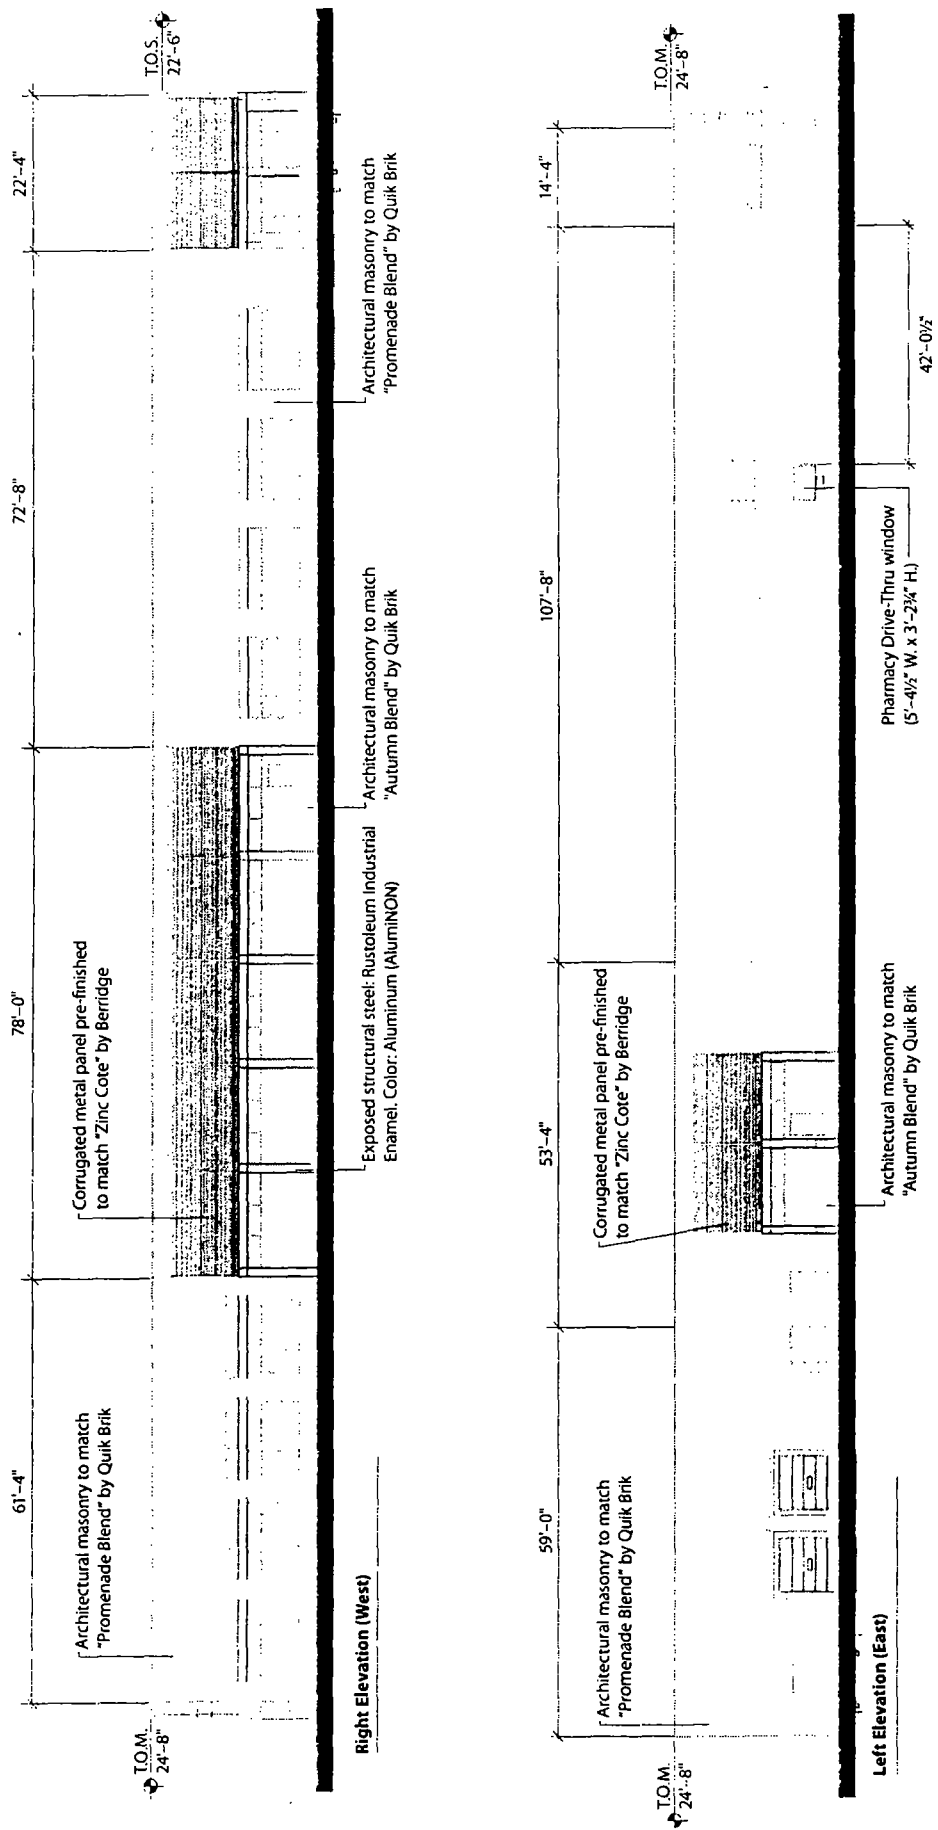 61'-4"
78'-0"
72'-8"
22'-4"
T.O.M.
24'-8"
T.O.S.
22'-6"
Architectural masonry to match
"Promenade Blend" by Quik Brik
Corrugated metal panel pre-finished
to match "Zinc Cote" by Berridge
Exposed structural steel: Rustoleum Industrial
Enamel. Color: Aluminum (AlumiNON)
Architectural masonry to match
"Autumn Blend" by Quik Brik
Architectural masonry to match
"Promenade Blend" by Quik Brik
Right Elevation (West)
59'-0"
53'-4"
107'-8"
14'-4"
T.O.M.
24'-8"
T.O.M.
24'-8"
Architectural masonry to match
"Promenade Blend" by Quik Brik
Corrugated metal panel pre-finished
to match "Zinc Cote" by Berridge
Architectural masonry to match
"Autumn Blend" by Quik Brik
Pharmacy Drive-Thru window
(5'-4½" W. x 3'-2¾" H.)
42'-0½"
Left Elevation (East)